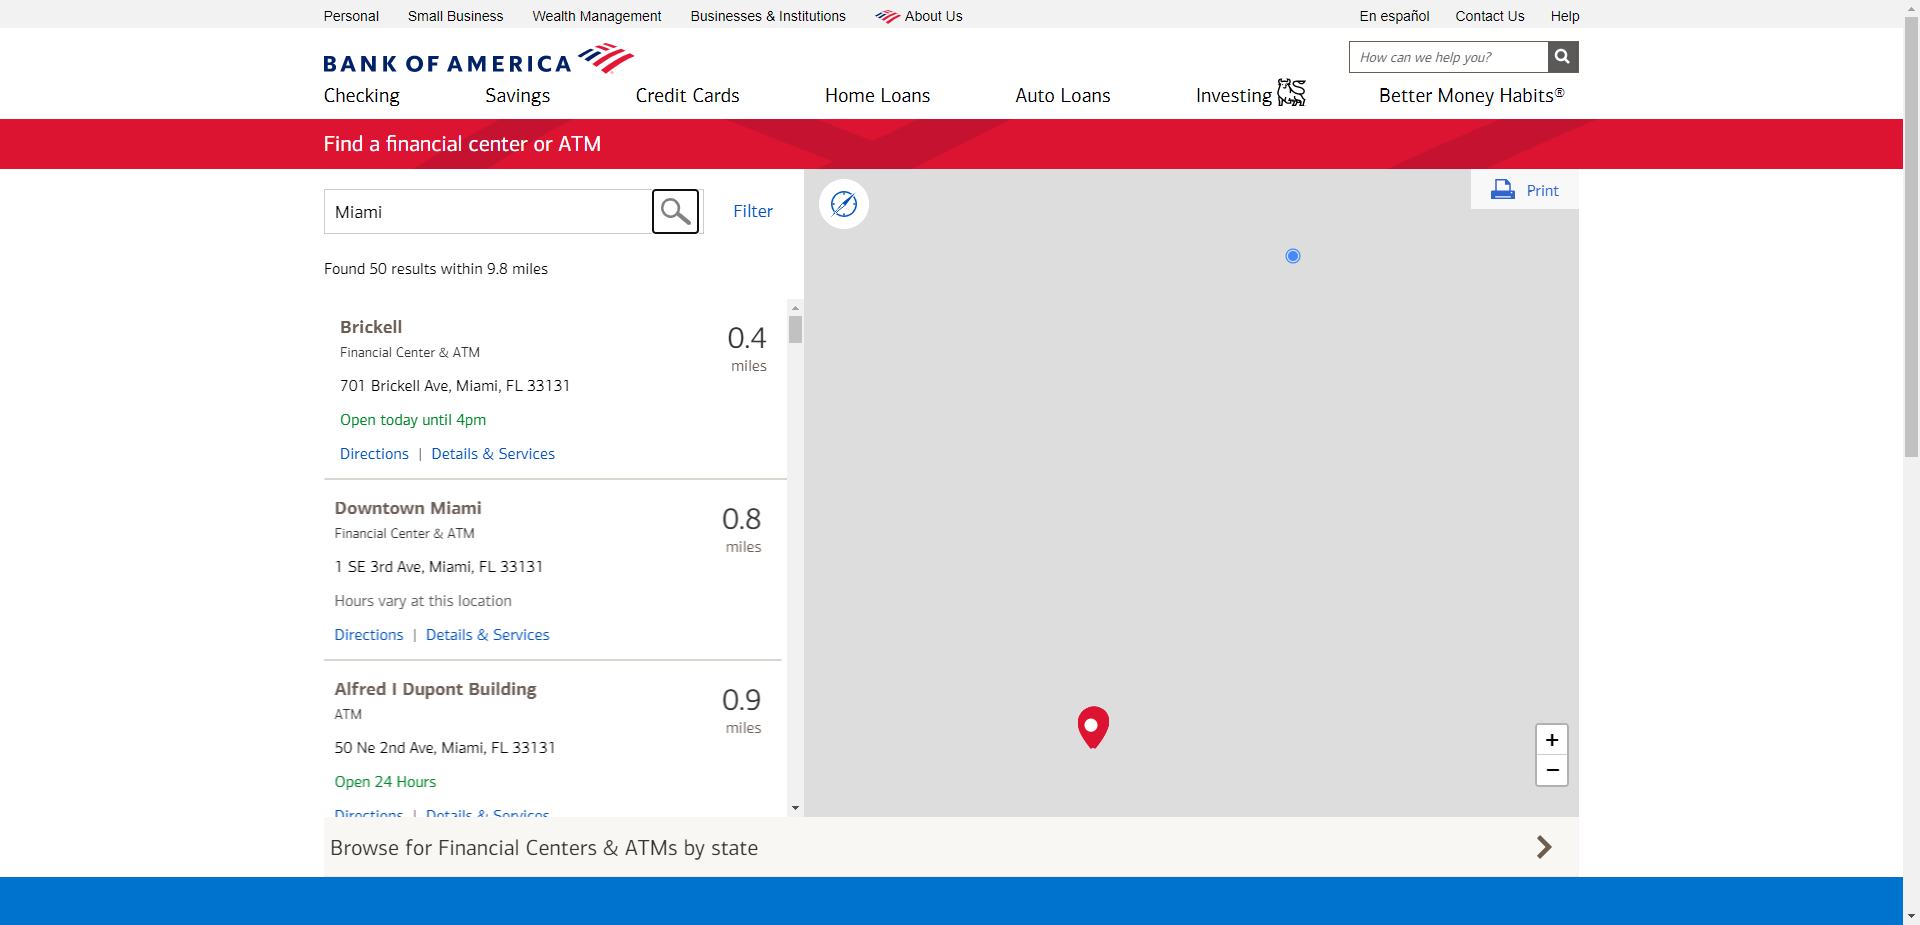 Personal
Small Business
Wealth Management
Businesses & Institutions
About Us
En español
Contact Us
Help
BANK OF AMERICA
How can we help you?
Checking
Savings
Credit Cards
Home Loans
Auto Loans
Investing
Better Money Habits®
Find a financial center or ATM
Miami
Filter
Print
Found 50 results within 9.8 miles
Brickell
0.4
miles
Financial Center & ATM
701 Brickell Ave, Miami, FL 33131
Open today until 4pm
Directions | Details & Services
Downtown Miami
0.8
miles
Financial Center & ATM
1 SE 3rd Ave, Miami, FL 33131
Hours vary at this location
Directions | Details & Services
Alfred I Dupont Building
0.9
miles
ATM
50 Ne 2nd Ave, Miami, FL 33131
Open 24 Hours
Directions | Details & Services
+
−
Browse for Financial Centers & ATMs by state